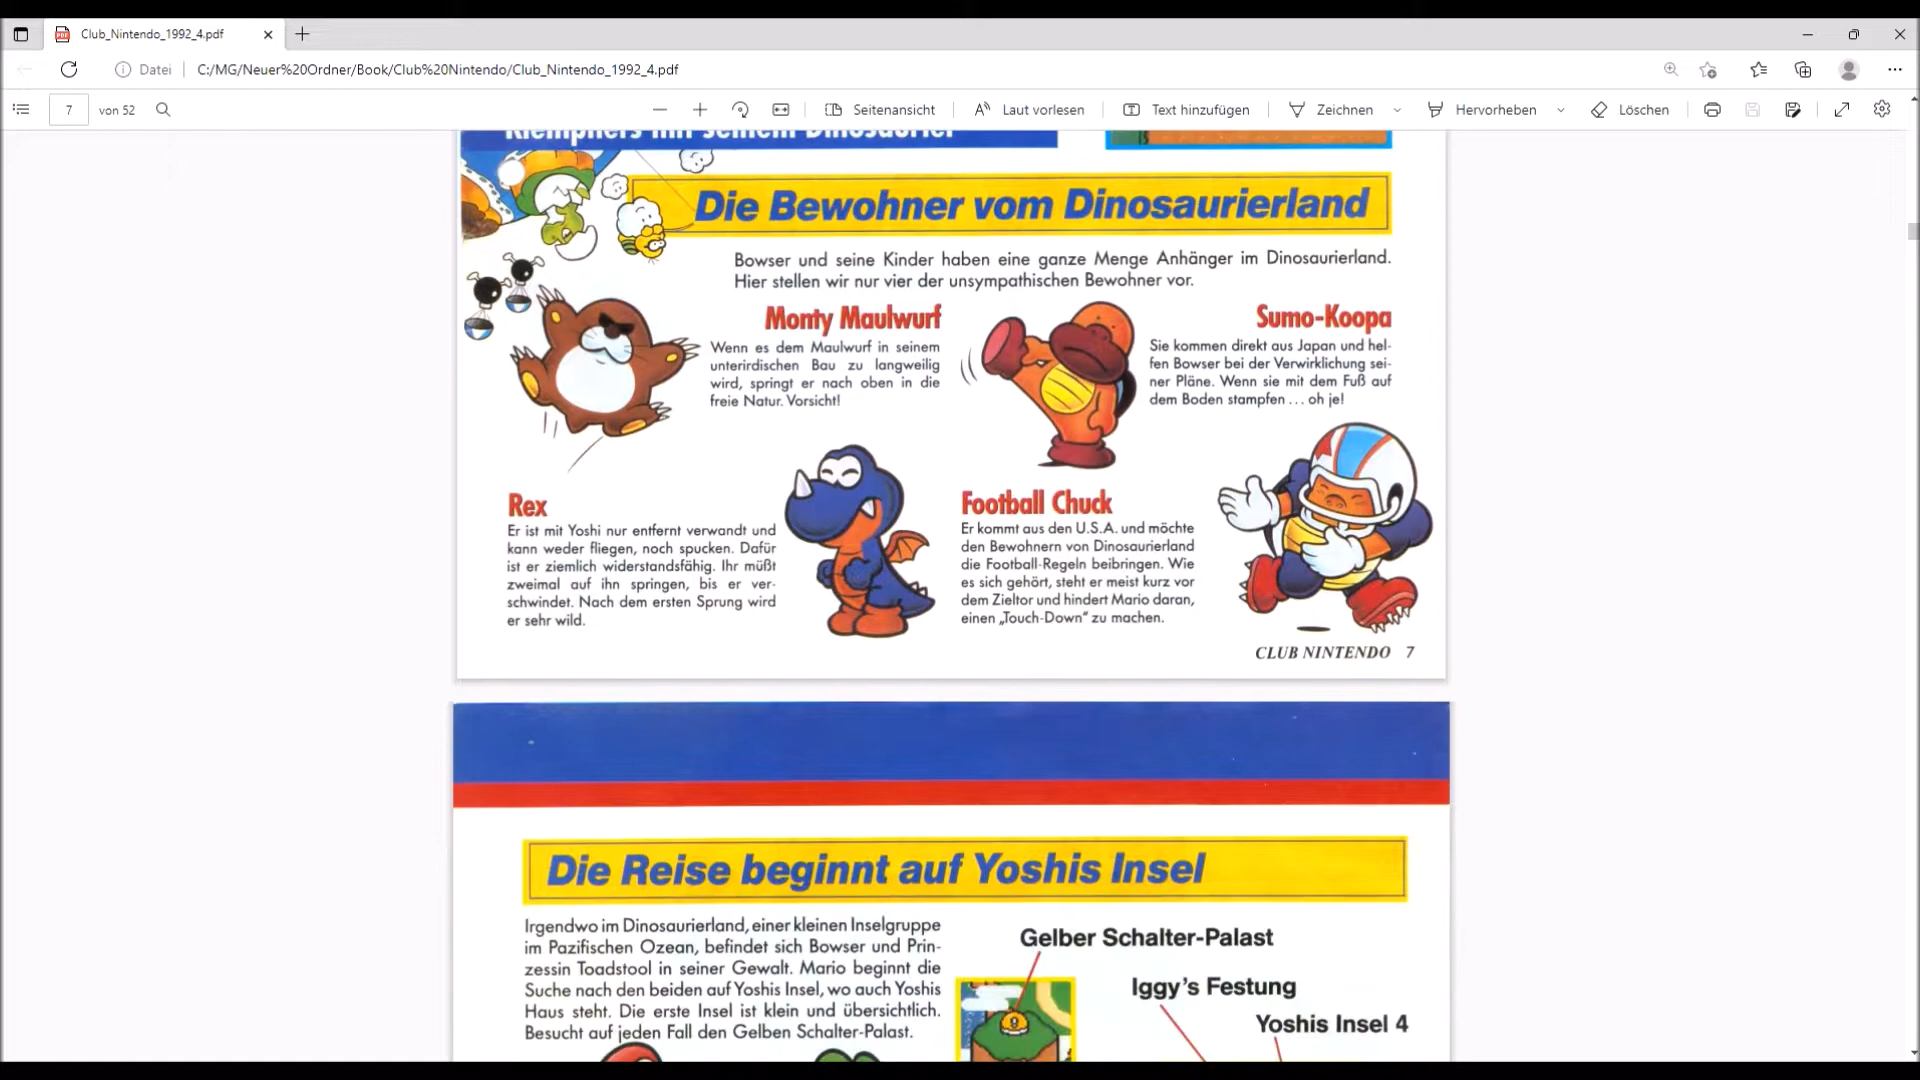 Club_Nintendo_1992_4.pdf
Datei
C:/MG/Neuer%20Ordner/Book/Club%20Nintendo/Club_Nintendo_1992_4.pdf
7
von 52
Seitenansicht
Laut vorlesen
Text hinzufügen
Zeichnen
Hervorheben
Löschen
Klempners mit seinem Dinosaurier
Die Bewohner vom Dinosaurierland
Bowser und seine Kinder haben eine ganze Menge Anhänger im Dinosaurierland.
Hier stellen wir nur vier der unsympathischen Bewohner vor.
Monty Maulwurf
Wenn es dem Maulwurf in seinem
unterirdischen Bau zu langweilig
wird, springt er nach oben in die
freie Natur. Vorsicht!
Sumo-Koopa
Sie kommen direkt aus Japan und hel-
fen Bowser bei der Verwirklichung sei-
ner Pläne. Wenn sie mit dem Fuß auf
dem Boden stampfen ... oh je!
Rex
Er ist mit Yoshi nur entfernt verwandt und
kann weder fliegen, noch spucken. Dafür
ist er ziemlich widerstandsfähig. Ihr müßt
zweimal auf ihn springen, bis er ver-
schwindet. Nach dem ersten Sprung wird
er sehr wild.
Football Chuck
Er kommt aus den U.S.A. und möchte
den Bewohnern von Dinosaurierland
die Football-Regeln beibringen. Wie
es sich gehört, steht er meist kurz vor
dem Zieltor und hindert Mario daran,
einen „Touch-Down“ zu machen.
CLUB NINTENDO 7
Die Reise beginnt auf Yoshis Insel
Irgendwo im Dinosaurierland, einer kleinen Inselgruppe
im Pazifischen Ozean, befindet sich Bowser und Prin-
zessin Toadstool in seiner Gewalt. Mario beginnt die
Suche nach den beiden auf Yoshis Insel, wo auch Yoshis
Haus steht. Die erste Insel ist klein und übersichtlich.
Besucht auf jeden Fall den Gelben Schalter-Palast.
Gelber Schalter-Palast
Iggy's Festung
Yoshis Insel 4